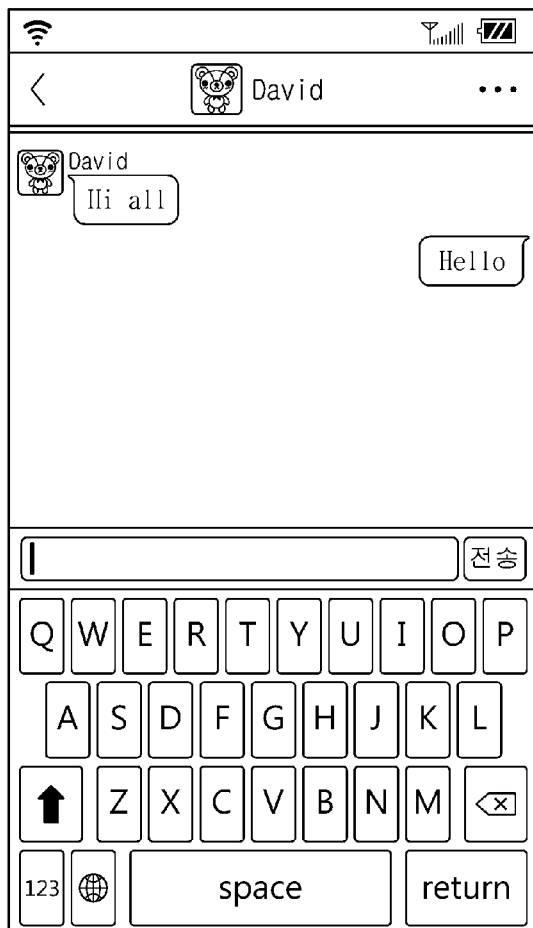 David
David
Hi all
Hello
전송
Q W E R T Y U I O P
A S D F G H J K L
Z X C V B N M
123 space return